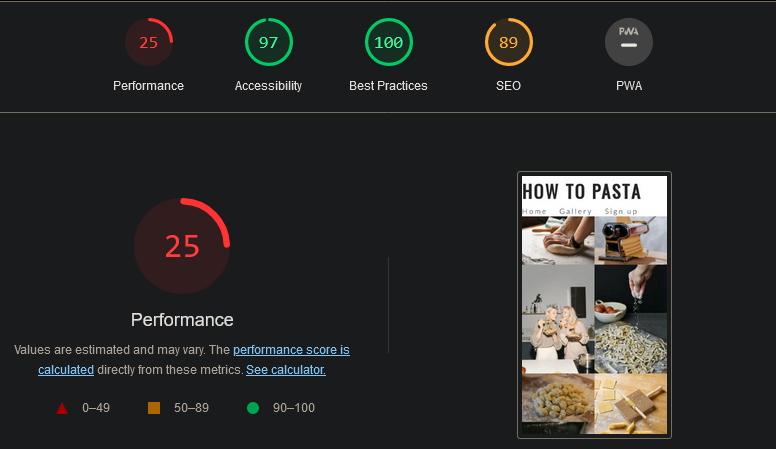 25
97
100
89
PWA
Performance
Accessibility
Best Practices
SEO
PWA
HOW TO PASTA
Home Gallery Sign up
25
Performance
Values are estimated and may vary. The performance score is
calculated directly from these metrics. See calculator.
0–49
50–89
90–100